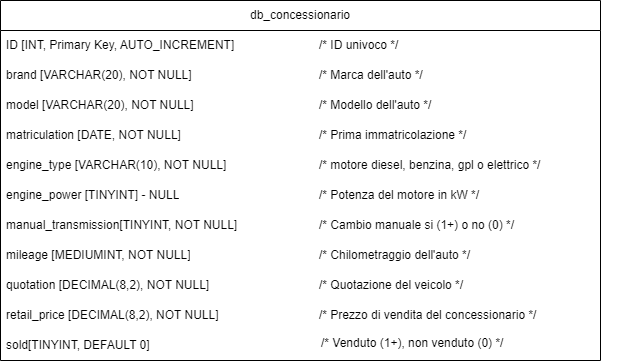 db_concessionario
ID [INT, Primary Key, AUTO_INCREMENT] /* ID univoco */
brand [VARCHAR(20), NOT NULL] /* Marca dell'auto */
model [VARCHAR(20), NOT NULL] /* Modello dell'auto */
matriculation [DATE, NOT NULL] /* Prima immatricolazione */
engine_type [VARCHAR(10), NOT NULL] /* motore diesel, benzina, gpl o elettrico */
engine_power [TINYINT] - NULL /* Potenza del motore in kW */
manual_transmission[TINYINT, NOT NULL] /* Cambio manuale si (1+) o no (0) */
mileage [MEDIUMINT, NOT NULL] /* Chilometraggio dell'auto */
quotation [DECIMAL(8,2), NOT NULL] /* Quotazione del veicolo */
retail_price [DECIMAL(8,2), NOT NULL] /* Prezzo di vendita del concessionario */
sold[TINYINT, DEFAULT 0] /* Venduto (1+), non venduto (0) */